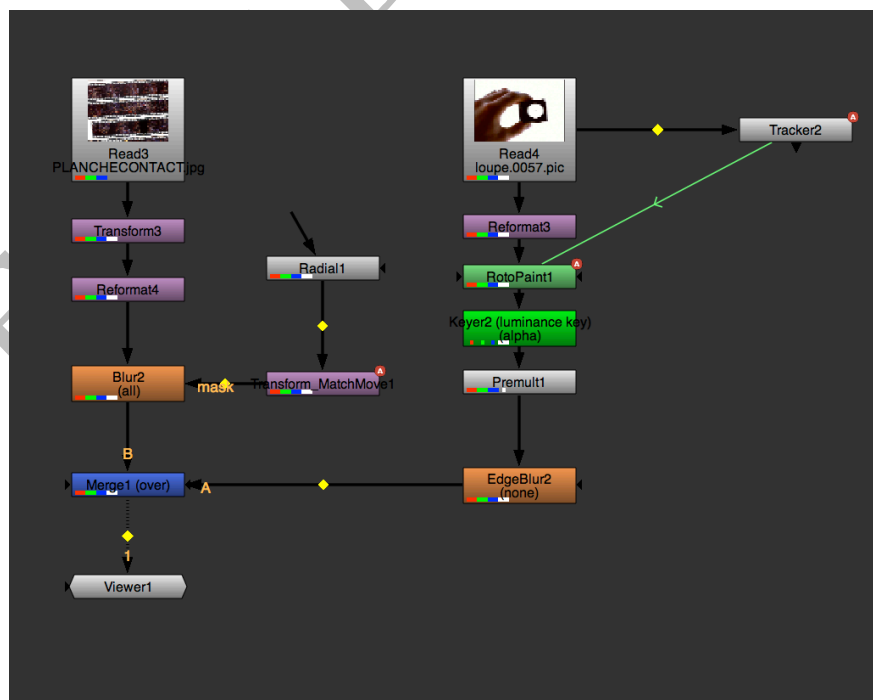 Read3
PLANCHECONTACT.jpg
Read4
loupe.0057.pic
Tracker2
A
Transform3
Reformat3
Radial1
RotoPaint1
A
Reformat4
Keyer2 (luminance key)
(alpha)
Blur2
(all)
mask
Transform_MatchMove1
A
Premult1
B
Merge1 (over)
A
EdgeBlur2
(none)
1
Viewer1